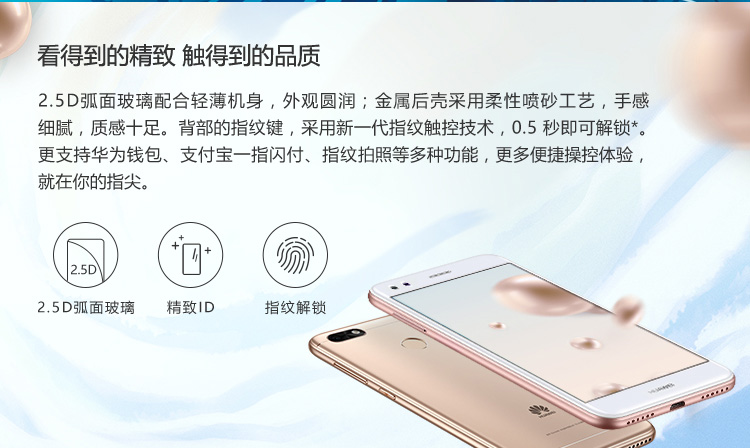 看得到的精致 触得到的品质
2.5D弧面玻璃配合轻薄机身，外观圆润；金属后壳采用柔性喷砂工艺，手感
细腻，质感十足。背部的指纹键，采用新一代指纹触控技术，0.5 秒即可解锁*。
更支持华为钱包、支付宝一指闪付、指纹拍照等多种功能，更多便捷操控体验，
就在你的指尖。
2.5D
2.5D弧面玻璃
精致ID
指纹解锁
HUAWEI
HUAWEI